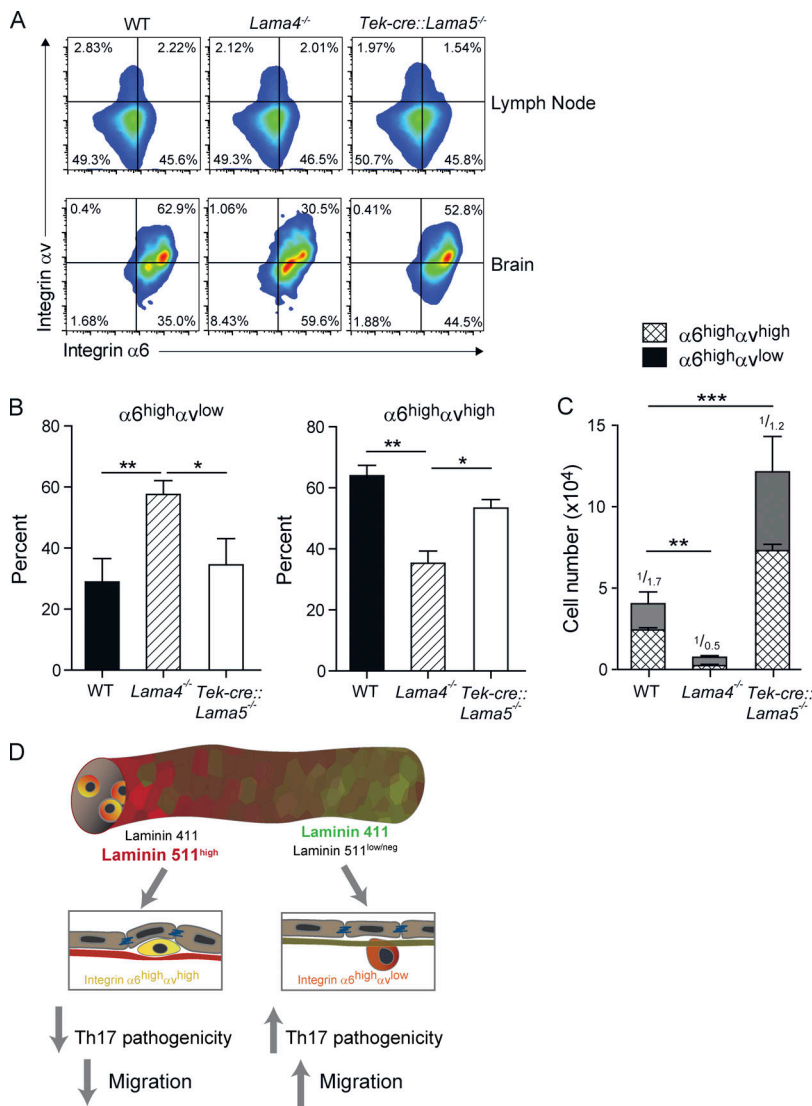 A
WT
Lama4-/-
Tek-cre::Lama5-/-
2.83% 2.22%
49.3% 45.6%
2.12% 2.01%
49.3% 46.5%
1.97% 1.54%
50.7% 45.8%
Lymph Node
0.4% 62.9%
1.68% 35.0%
1.06% 30.5%
8.43% 59.6%
0.41% 52.8%
1.88% 44.5%
Brain
Integrin αv
Integrin α6
α6highαvhigh
α6highαvlow
B
α6highαvlow
Percent
80
60
40
20
0
**
*
WT
Lama4-/-
Tek-cre::
Lama5-/-
α6highαvhigh
Percent
80
60
40
20
0
**
*
WT
Lama4-/-
Tek-cre::
Lama5-/-
C
Cell number (x10⁴)
15
10
5
0
***
**
1/1.7
1/0.5
1/1.2
WT
Lama4-/-
Tek-cre::
Lama5-/-
D
Laminin 411
Laminin 511high
Laminin 411
Laminin 511low/neg
Integrin α6highαvhigh
Integrin α6highαvlow
Th17 pathogenicity
Migration
Th17 pathogenicity
Migration